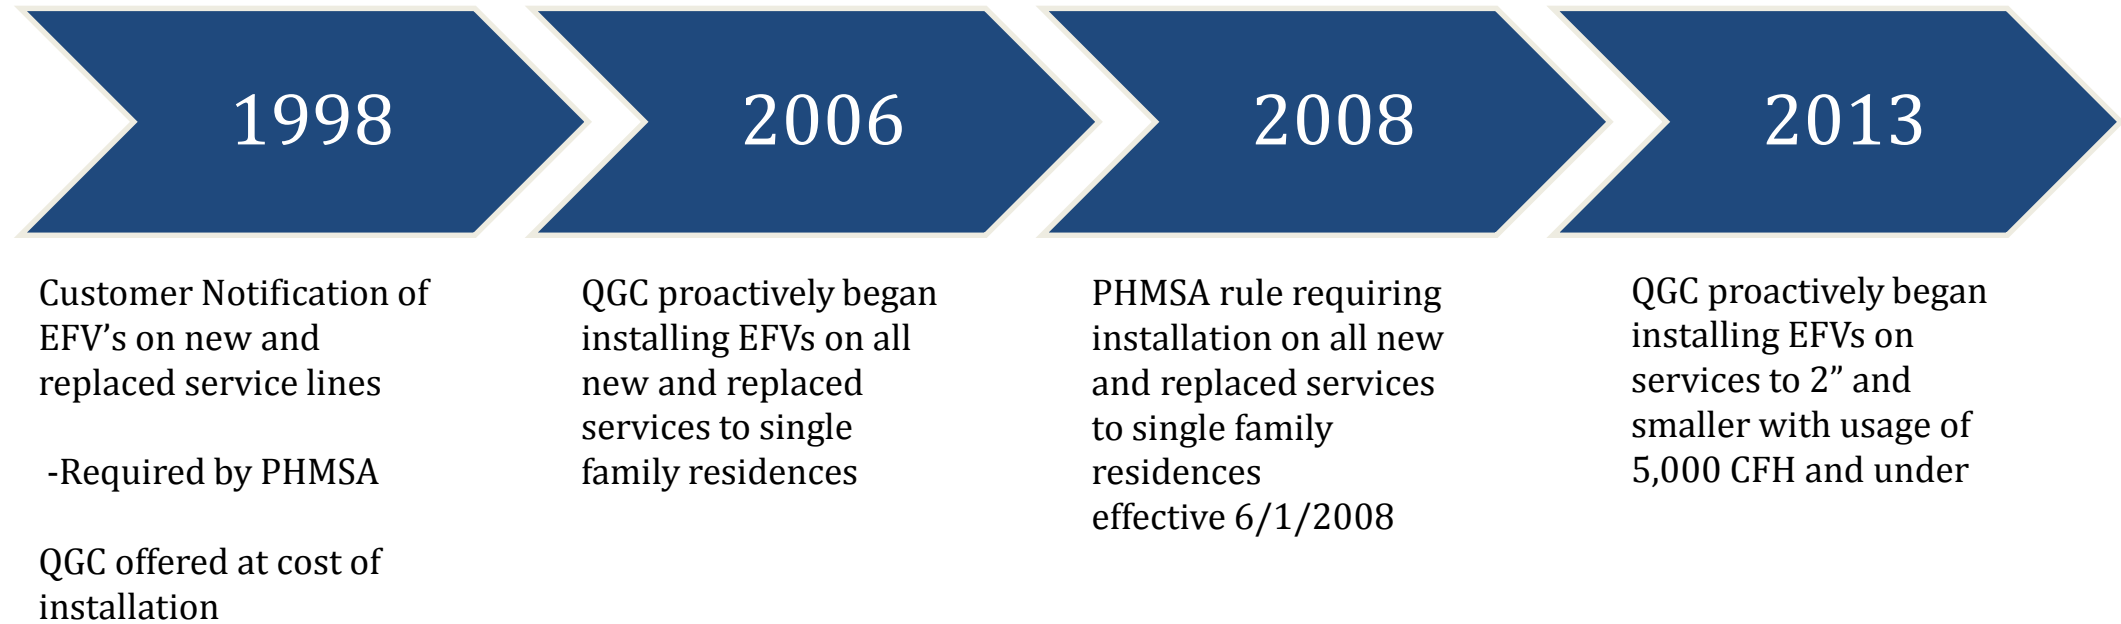 1998
2006
2008
2013
Customer Notification of
EFV’s on new and
replaced service lines
-Required by PHMSA
QGC offered at cost of
installation
QGC proactively began
installing EFVs on all
new and replaced
services to single
family residences
PHMSA rule requiring
installation on all new
and replaced services
to single family
residences
effective 6/1/2008
QGC proactively began
installing EFVs on
services to 2” and
smaller with usage of
5,000 CFH and under